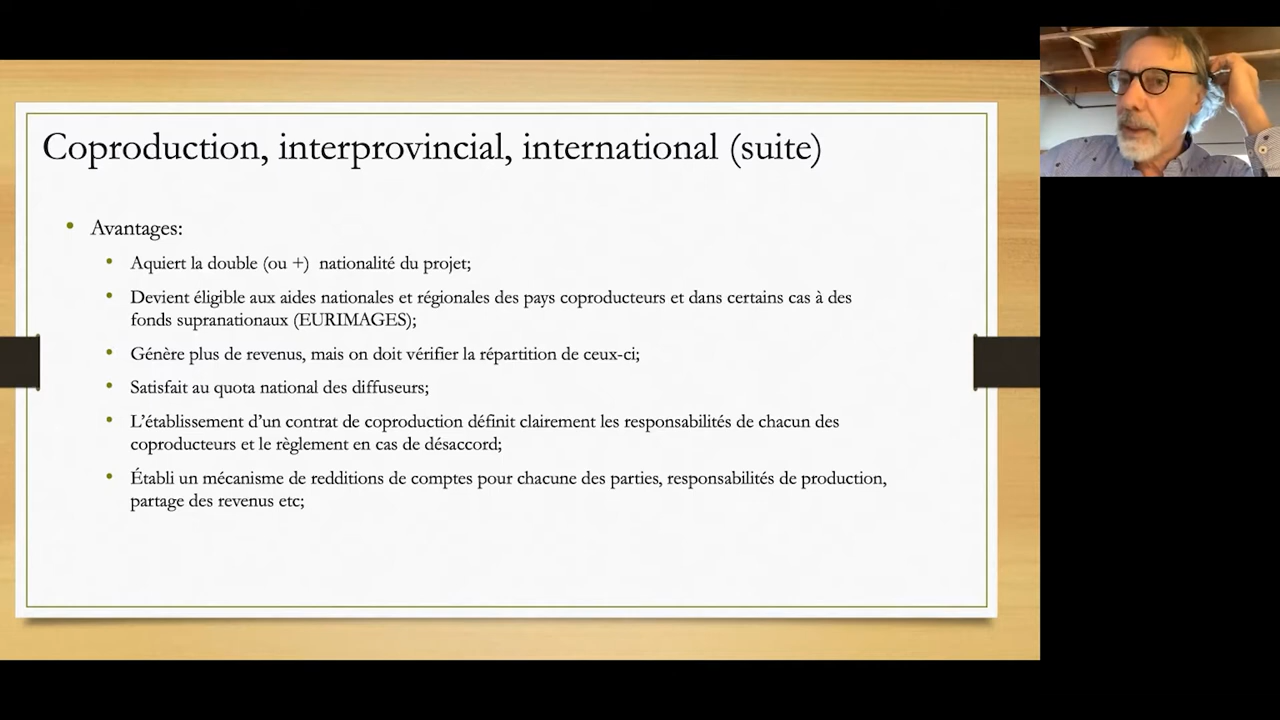 Coproduction, interprovincial, international (suite)
Avantages:
Aquiert la double (ou +) nationalité du projet;
Devient éligible aux aides nationales et régionales des pays coproducteurs et dans certains cas à des
fonds supranationaux (EURIMAGES);
Génère plus de revenus, mais on doit vérifier la répartition de ceux-ci;
Satisfait au quota national des diffuseurs;
L’établissement d’un contrat de coproduction définit clairement les responsabilités de chacun des
coproducteurs et le règlement en cas de désaccord;
Établi un mécanisme de redditions de comptes pour chacune des parties, responsabilités de production,
partage des revenus etc;